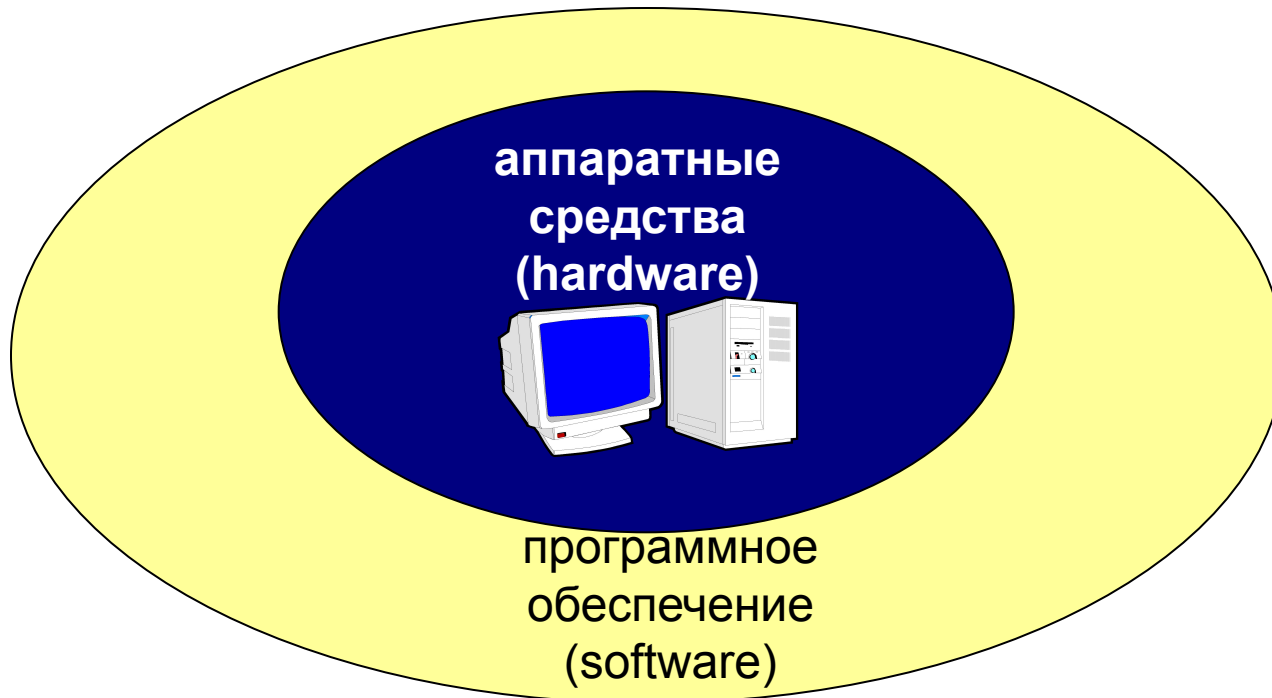 аппаратные
средства
(hardware)
программное
обеспечение
(software)